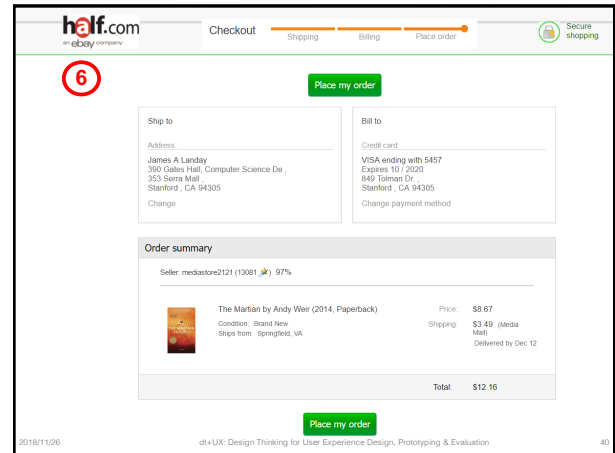 half.com
an ebay company
Checkout
Shipping Billing Place order
Secure
shopping
6
Place my order
Ship to
Address:
James A Landay
390 Gates Hall, Computer Science De ,
353 Serra Mall ,
Stanford , CA 94305
Change
Bill to
Credit card:
VISA ending with 5457
Expires 10 / 2020
849 Tolman Dr. ,
Stanford , CA 94305
Change payment method
Order summary
Seller: mediastore2121 (13081 ) 97%
The Martian by Andy Weir (2014, Paperback)
Condition: Brand New
Ships from: Springfield, VA
Price: $8.67
Shipping: $3.49 (Media
Mail)
Delivered by Dec 12
Total: $12.16
Place my order
2018/11/26
dt+UX: Design Thinking for User Experience Design, Prototyping & Evaluation
40